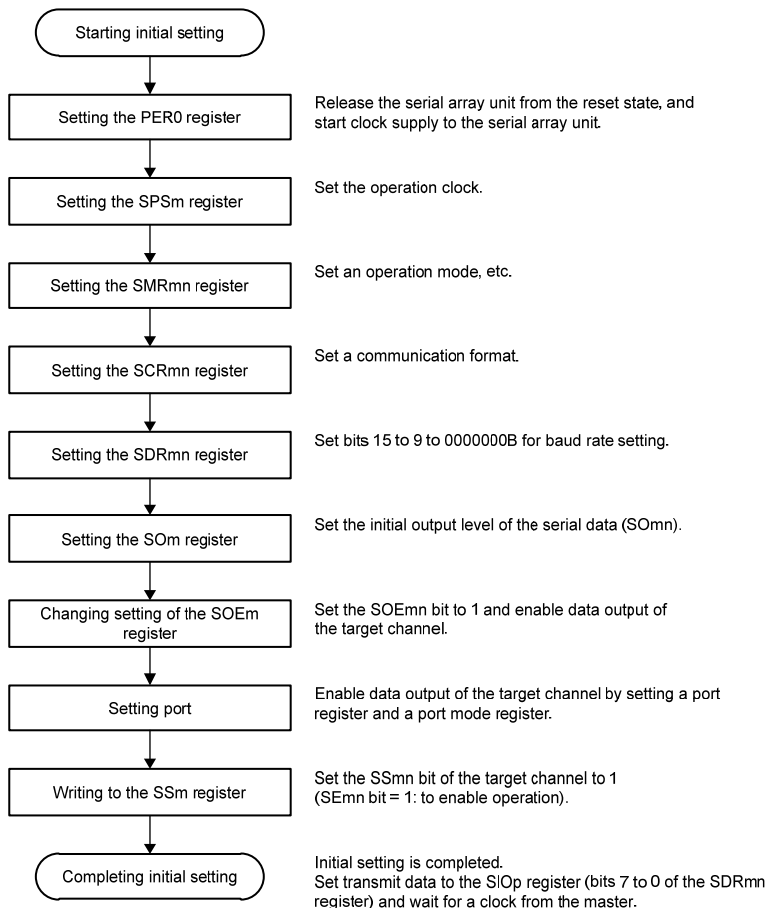 Starting initial setting
Setting the PER0 register
Release the serial array unit from the reset state, and
start clock supply to the serial array unit.
Setting the SPSm register
Set the operation clock.
Setting the SMRmn register
Set an operation mode, etc.
Setting the SCRmn register
Set a communication format.
Setting the SDRmn register
Set bits 15 to 9 to 0000000B for baud rate setting.
Setting the SOm register
Set the initial output level of the serial data (SOmn).
Changing setting of the SOEm
register
Set the SOEmn bit to 1 and enable data output of
the target channel.
Setting port
Enable data output of the target channel by setting a port
register and a port mode register.
Writing to the SSm register
Set the SSmn bit of the target channel to 1
(SEmn bit = 1: to enable operation).
Completing initial setting
Initial setting is completed.
Set transmit data to the SIOp register (bits 7 to 0 of the SDRmn
register) and wait for a clock from the master.